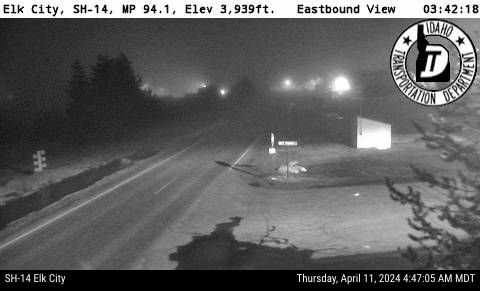 Elk City, SH-14, MP 94.1, Elev 3,939ft. Eastbound View 03:42:18
IDAHO
TRANSPORTATION DEPARTMENT
SH-14 Elk City Thursday, April 11, 2024 4:47:05 AM MDT